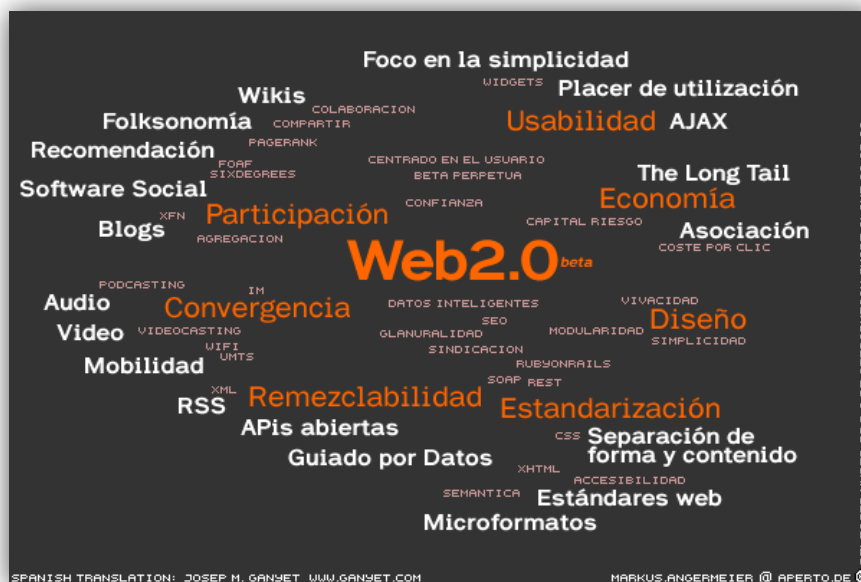 Foco en la simplicidad
WIDGETS
Placer de utilización
Wikis
COLABORACION
Folksonomía
COMPARTIR
Usabilidad
AJAX
Recomendación
PAGERANK
FOAF
CENTRADO EN EL USUARIO
SIXDEGREES
BETA PERPETUA
The Long Tail
Software Social
Economía
XFN
Participación
CONFIANZA
CAPITAL RIESGO
Blogs
AGREGACION
Asociación
COSTE POR CLIC
Web2.0 beta
PODCASTING
IM
Audio
Convergencia
DATOS INTELIGENTES
VIVACIDAD
SEO
Diseño
Video
VIDEOCASTING
GLANURALIDAD
MODULARIDAD
SIMPLICIDAD
WIFI
SINDICACION
UMTS
Mobilidad
RUBYONRAILS
SOAP
REST
XML
Remezclabilidad
RSS
Estandarización
APis abiertas
CSS
Separación de
forma y contenido
Guiado por Datos
XHTML
ACCESIBILIDAD
SEMANTICA
Estándares web
Microformatos
SPANISH TRANSLATION: JOSEP M. GANYET WWW.GANYET.COM
MARKUS.ANGERMEIER @ APERTO.DE